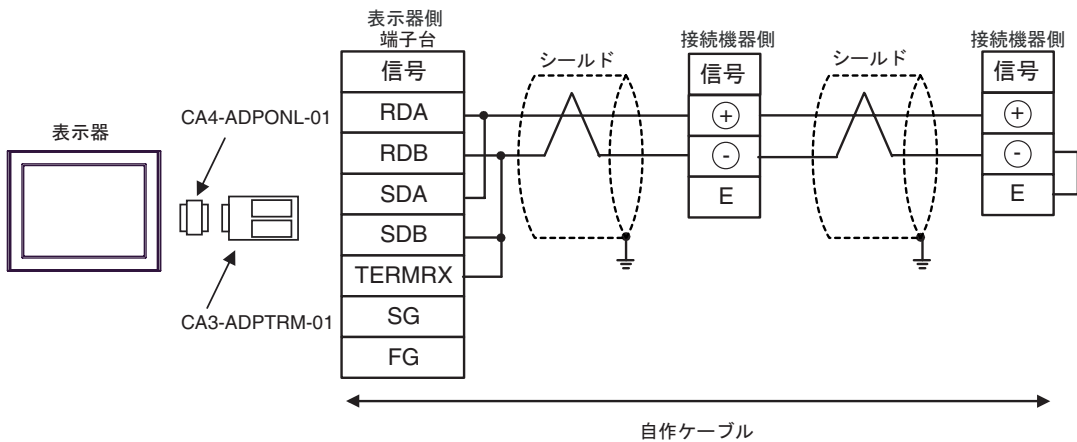 表示器
CA4-ADPONL-01
CA3-ADPTRM-01
表示器側
端子台
信号
RDA
RDB
SDA
SDB
TERMRX
SG
FG
シールド
接続機器側
信号
+
-
E
シールド
接続機器側
信号
+
-
E
自作ケーブル